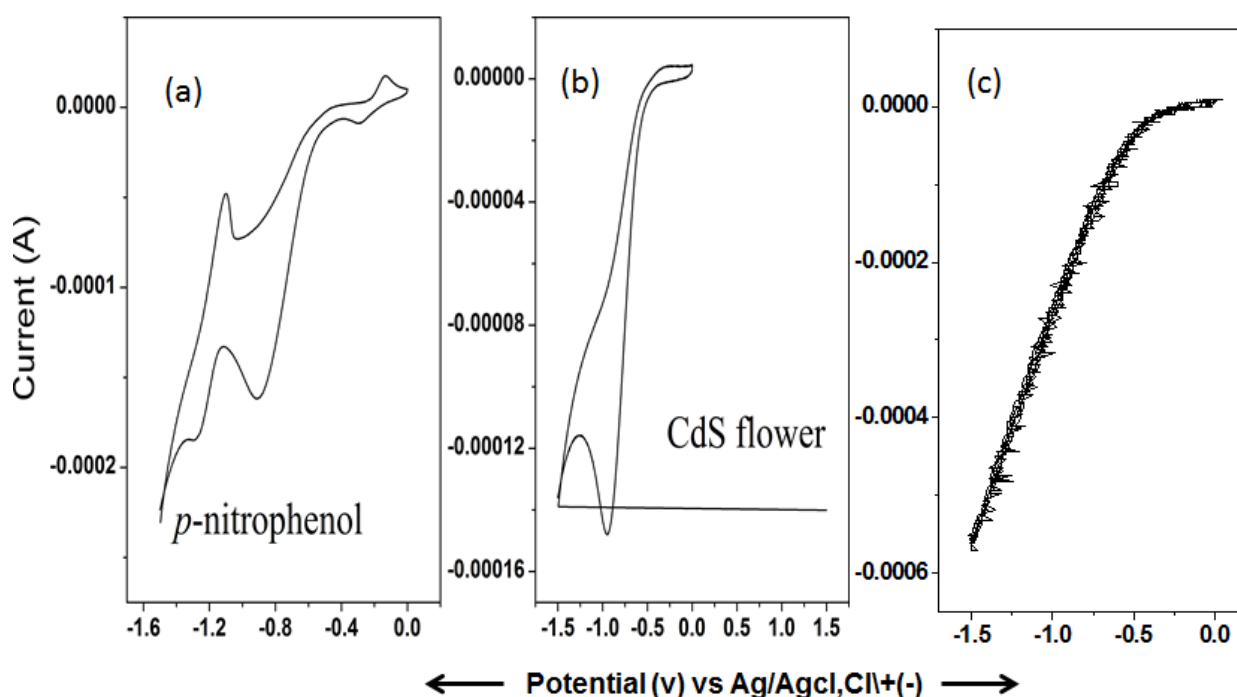 (a)
(b)
(c)
Current (A)
0.0000
-0.0001
-0.0002
p-nitrophenol
-1.6 -1.2 -0.8 -0.4 0.0
0.00000
-0.00004
-0.00008
-0.00012
-0.00016
CdS flower
-1.5 -1.0 -0.5 0.0 0.5 1.0 1.5
0.0000
-0.0002
-0.0004
-0.0006
-1.5 -1.0 -0.5 0.0
Potential (v) vs Ag/Agcl,Cl\+(-)